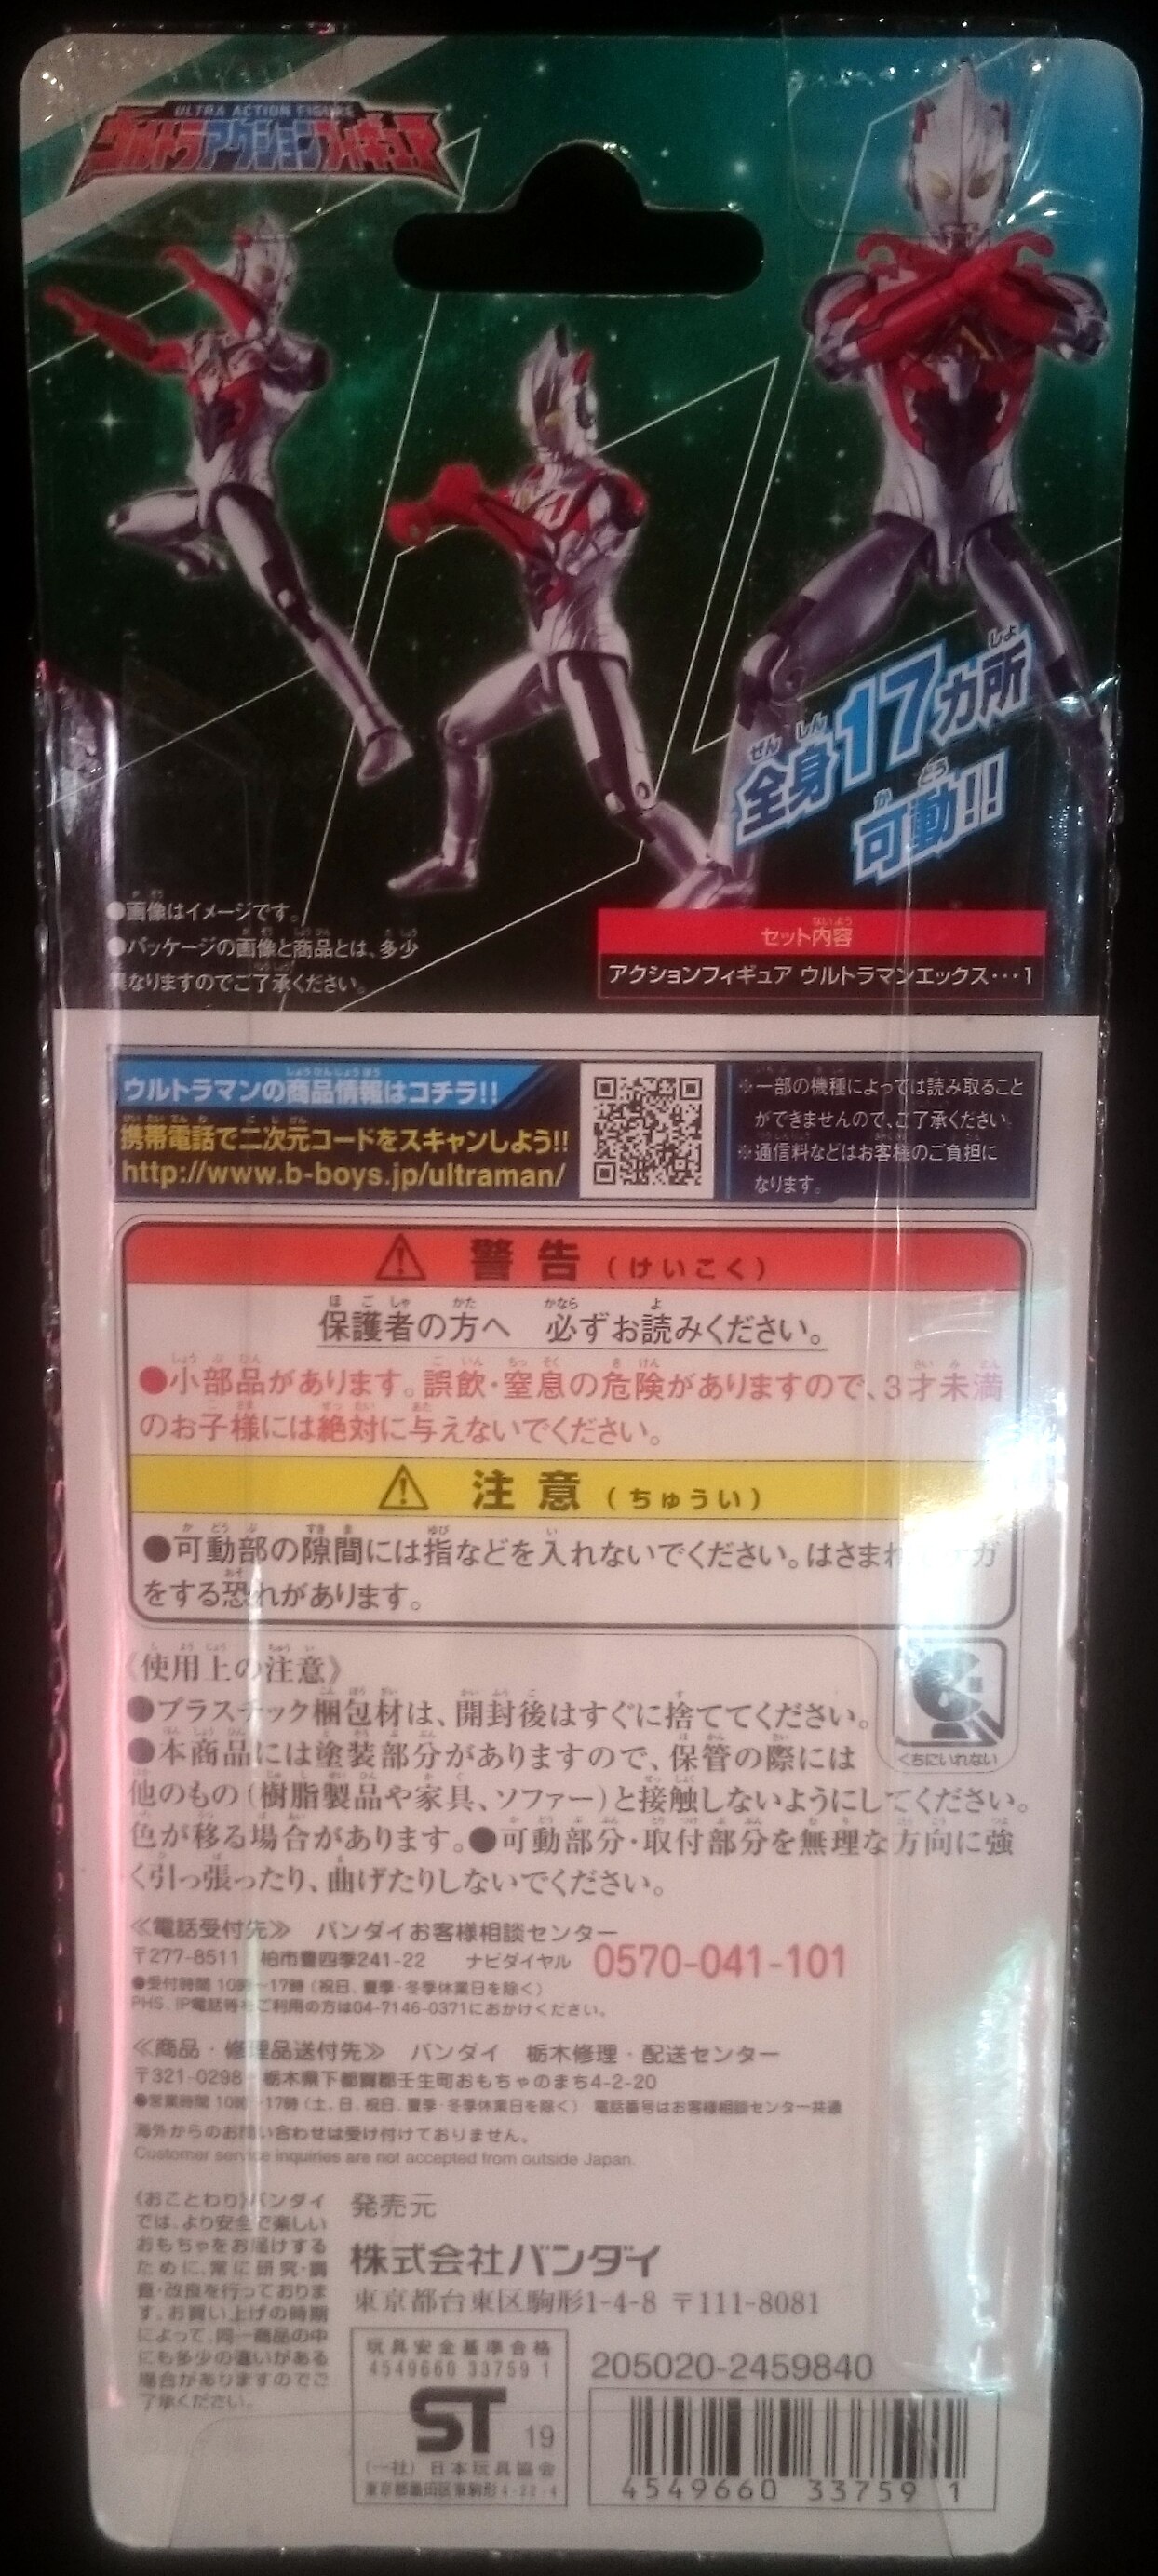 ULTRA ACTION FIGURE
ウルトラアクションフィギュア
全身17カ所
可動!!
●画像はイメージです。
●パッケージの画像と商品とは、多少
異なりますのでご了承ください。
セット内容
アクションフィギュア ウルトラマンエックス･･･1
ウルトラマンの商品情報はコチラ!!
携帯電話で二次元コードをスキャンしよう!!
http://www.b-boys.jp/ultraman/
※一部の機種によっては読み取ること
ができませんので、ご了承ください。
※通信料などはお客様のご負担に
なります。
警告(けいこく)
保護者の方へ 必ずお読みください。
●小部品があります。誤飲・窒息の危険がありますので、3才未満
のお子様には絶対に与えないでください。
注意(ちゅうい)
●可動部の隙間には指などを入れないでください。はさまれ ケガ
をする恐れがあります。
《使用上の注意》
●プラスチック梱包材は、開封後はすぐに捨ててください。
●本商品には塗装部分がありますので、保管の際には
くちにいれない
他のもの(樹脂製品や家具、ソファー)と接触しないようにしてください。
色が移る場合があります。●可動部分・取付部分を無理な方向に強
く引っ張ったり、曲げたりしないでください。
≪電話受付先≫ バンダイお客様相談センター
〒277-8511 柏市豊四季241-22 ナビダイヤル 0570-041-101
●受付時間 10時～17時(祝日、夏季・冬季休業日を除く)
PHS、IP電話等をご利用の方は04-7146-0371におかけください。
≪商品・修理品送付先≫ バンダイ 栃木修理・配送センター
〒321-0298 栃木県下都賀郡壬生町おもちゃのまち4-2-20
●営業時間 10時～17時(土、日、祝日、夏季・冬季休業日を除く) 電話番号はお客様相談センター共通
海外からのお問い合わせは受け付けておりません。
Customer service inquiries are not accepted from outside Japan.
《おことわり》バンダイ
では、より安全で楽しい
おもちゃをお届けする
ために、常に研究・調
査・改良を行っておりま
す。お買い上げの時期
によって、同一商品の中
にも多少の違いがある
場合がありますのでご
了承ください。
発売元
株式会社バンダイ
東京都台東区駒形1-4-8 〒111-8081
玩具安全基準合格
4549660 33759 1
ST 19
(一社)日本玩具協会
東京都墨田区東駒形4-22-4
205020-2459840
4549660 33759 1